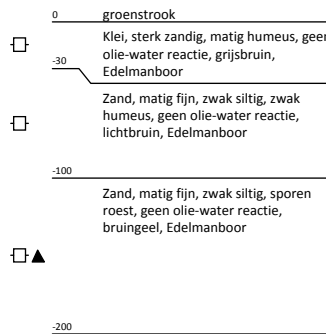 0 groenstrook
Klei, sterk zandig, matig humeus, geen
olie-water reactie, grijsbruin,
Edelmanboor
-30
Zand, matig fijn, zwak siltig, zwak
humeus, geen olie-water reactie,
lichtbruin, Edelmanboor
-100
Zand, matig fijn, zwak siltig, sporen
roest, geen olie-water reactie,
bruingeel, Edelmanboor
-200